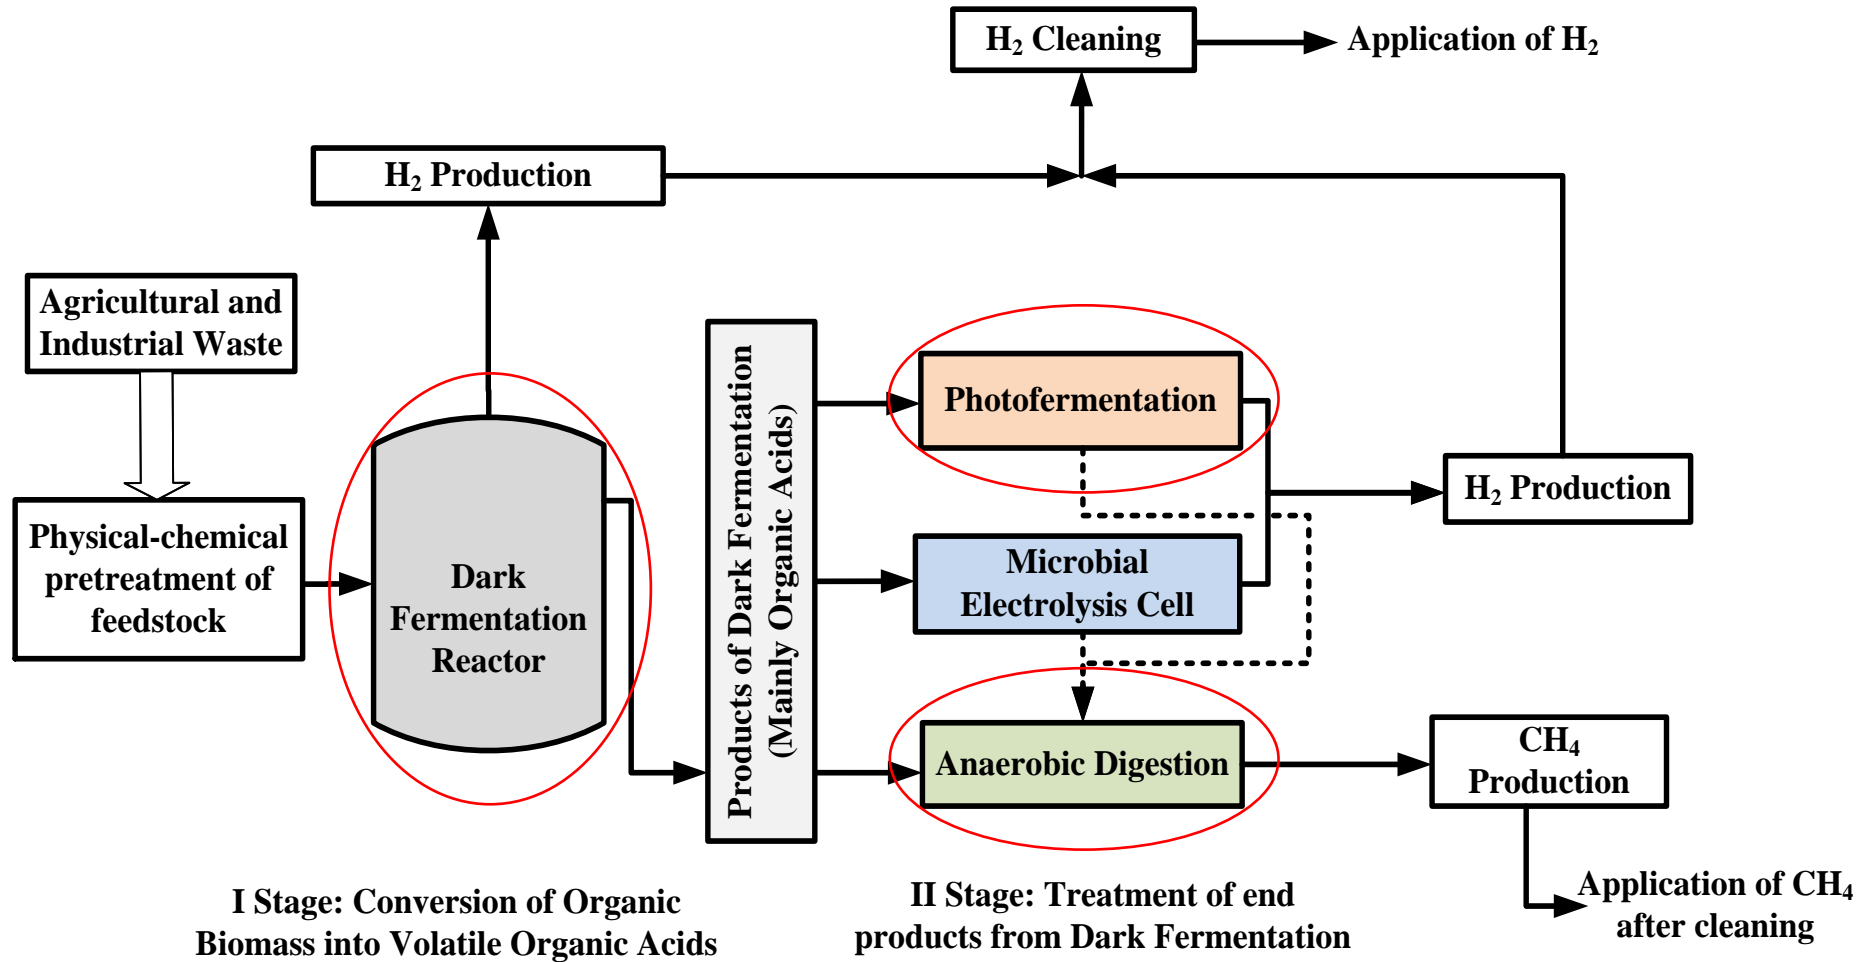 H₂ Cleaning
Application of H₂
H₂ Production
Agricultural and
Industrial Waste
Physical-chemical
pretreatment of
feedstock
Dark
Fermentation
Reactor
Products of Dark Fermentation
(Mainly Organic Acids)
Photofermentation
Microbial
Electrolysis Cell
Anaerobic Digestion
H₂ Production
CH₄
Production
Application of CH₄
after cleaning
I Stage: Conversion of Organic
Biomass into Volatile Organic Acids
II Stage: Treatment of end
products from Dark Fermentation